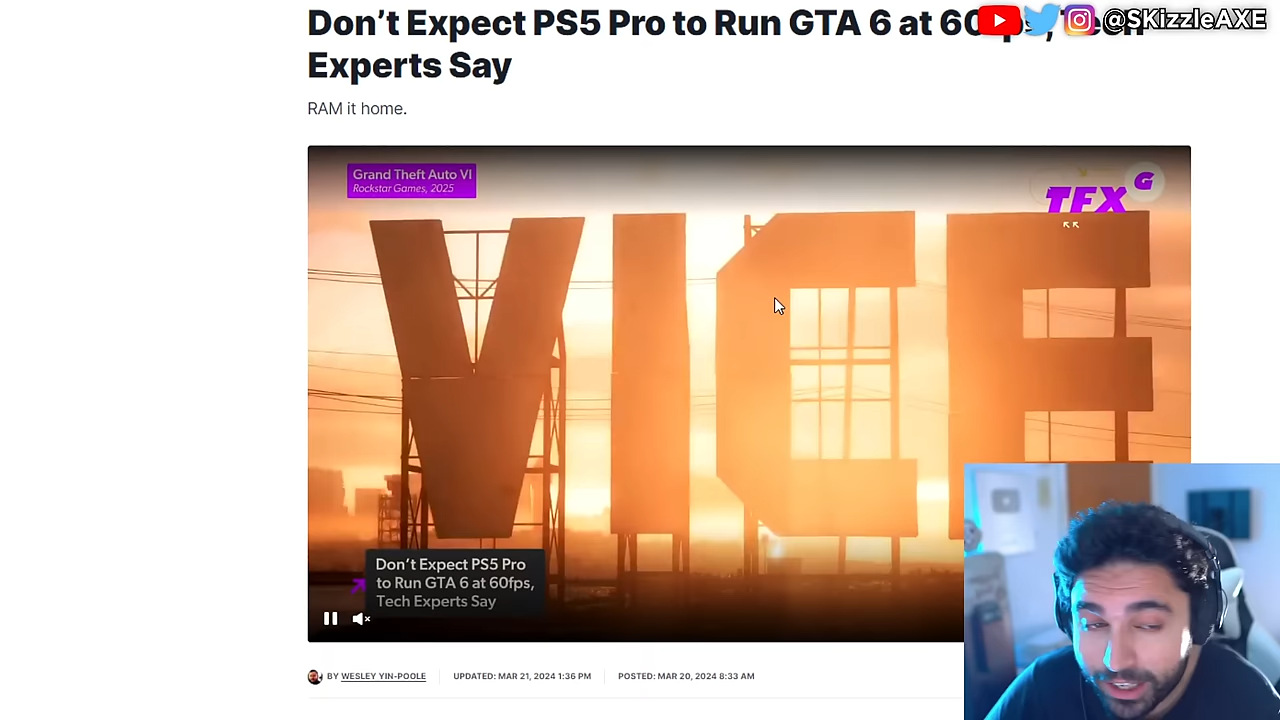 Don't Expect PS5 Pro to Run GTA 6 at 60fps, Tech
Experts Say
@SKizzleAXE
RAM it home.
Grand Theft Auto VI
Rockstar Games, 2025
G
VICE
Don't Expect PS5 Pro
to Run GTA 6 at 60fps,
Tech Experts Say
BY WESLEY YIN-POOLE
UPDATED: MAR 21, 2024 1:36 PM
POSTED: MAR 20, 2024 8:33 AM